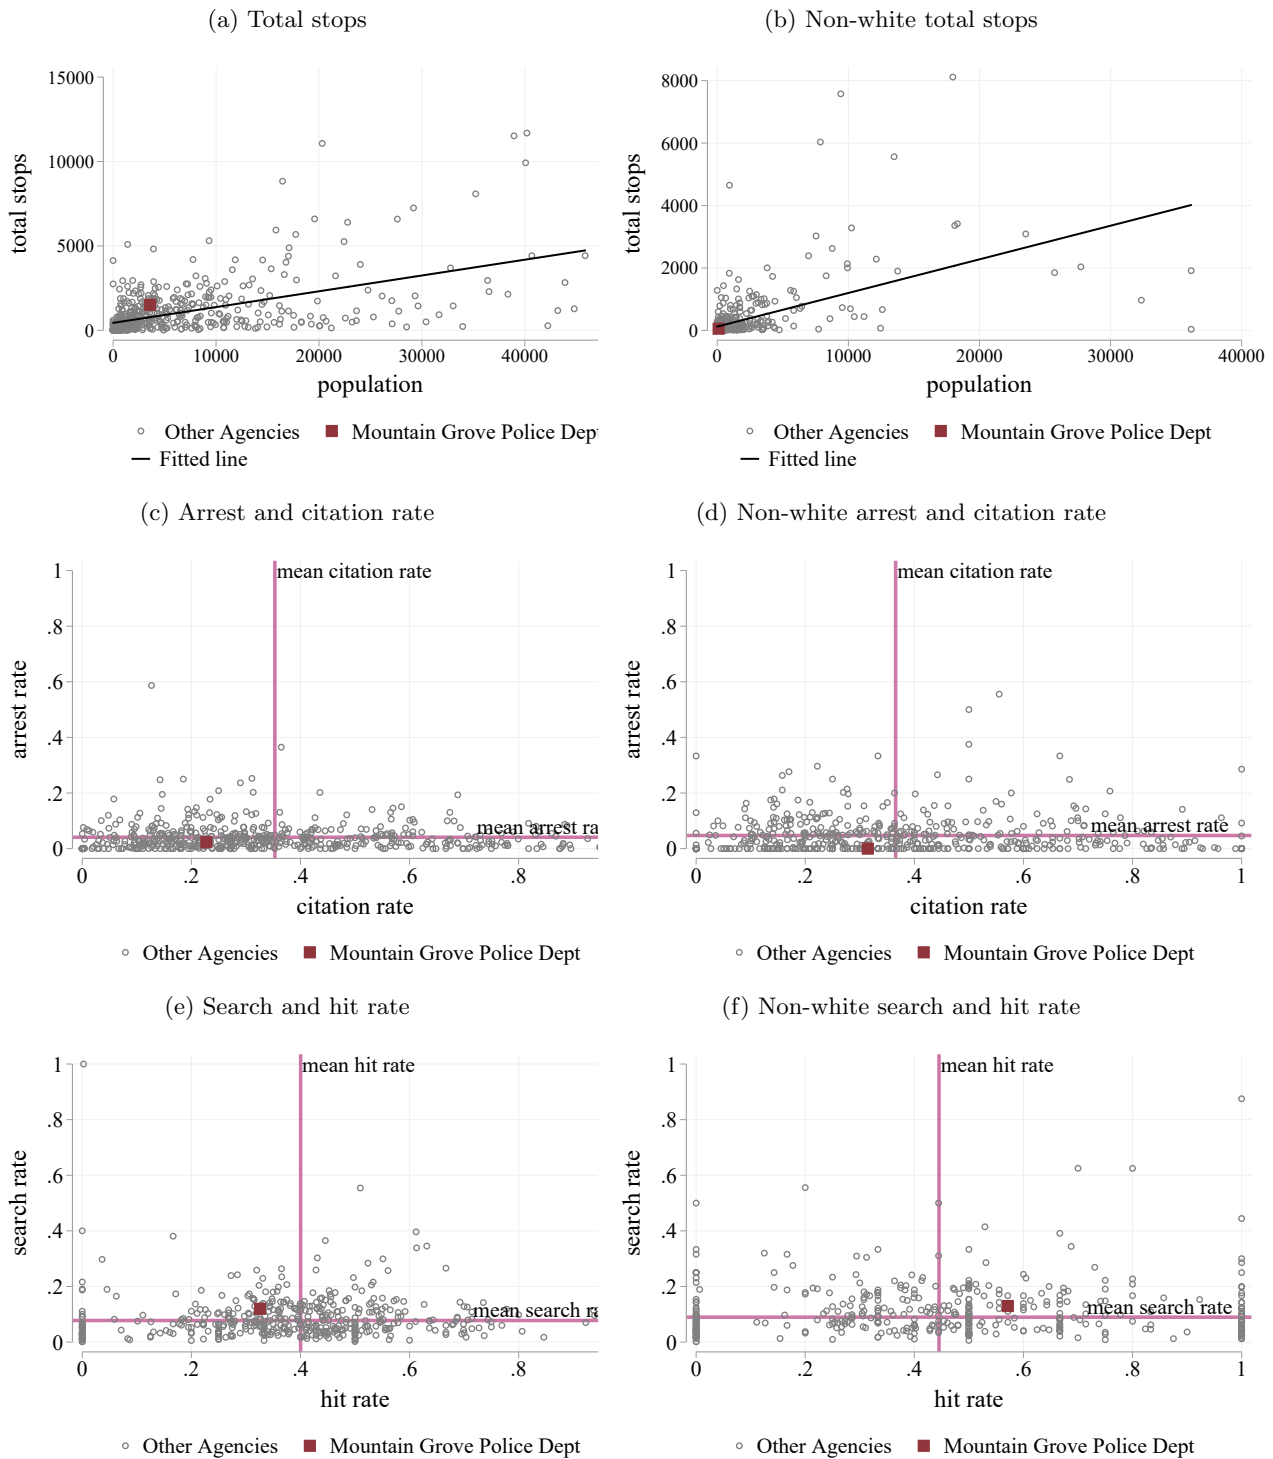 (a) Total stops
(b) Non-white total stops
15000
10000
5000
0
total stops
0 10000 20000 30000 40000
population
Other Agencies Mountain Grove Police Dept
Fitted line
8000
6000
4000
2000
0
total stops
0 10000 20000 30000 40000
population
Other Agencies Mountain Grove Police Dept
Fitted line
(c) Arrest and citation rate
(d) Non-white arrest and citation rate
1
.8
.6
.4
.2
0
arrest rate
mean citation rate
mean arrest ra
0 .2 .4 .6 .8
citation rate
Other Agencies Mountain Grove Police Dept
1
.8
.6
.4
.2
0
arrest rate
mean citation rate
mean arrest rate
0 .2 .4 .6 .8 1
citation rate
Other Agencies Mountain Grove Police Dept
(e) Search and hit rate
(f) Non-white search and hit rate
1
.8
.6
.4
.2
0
search rate
mean hit rate
mean search ra
0 .2 .4 .6 .8
hit rate
Other Agencies Mountain Grove Police Dept
1
.8
.6
.4
.2
0
search rate
mean hit rate
mean search rate
0 .2 .4 .6 .8 1
hit rate
Other Agencies Mountain Grove Police Dept